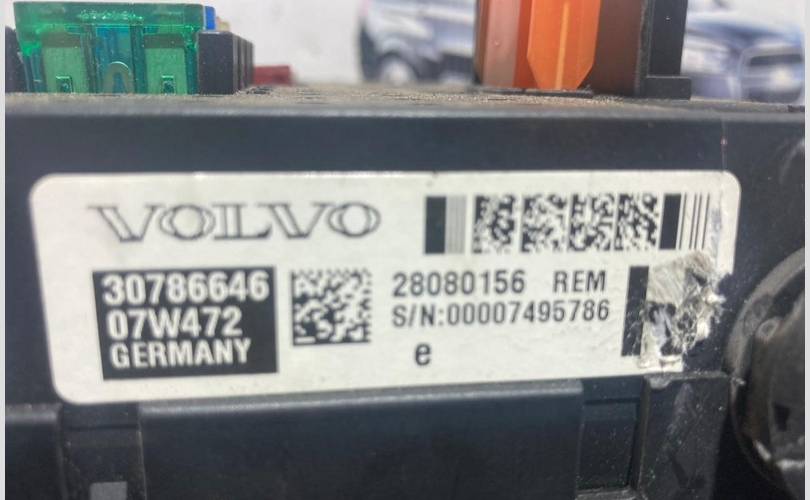 VOLVO
30786646
07W472
GERMANY
28080156 REM
S/N:00007495786
e